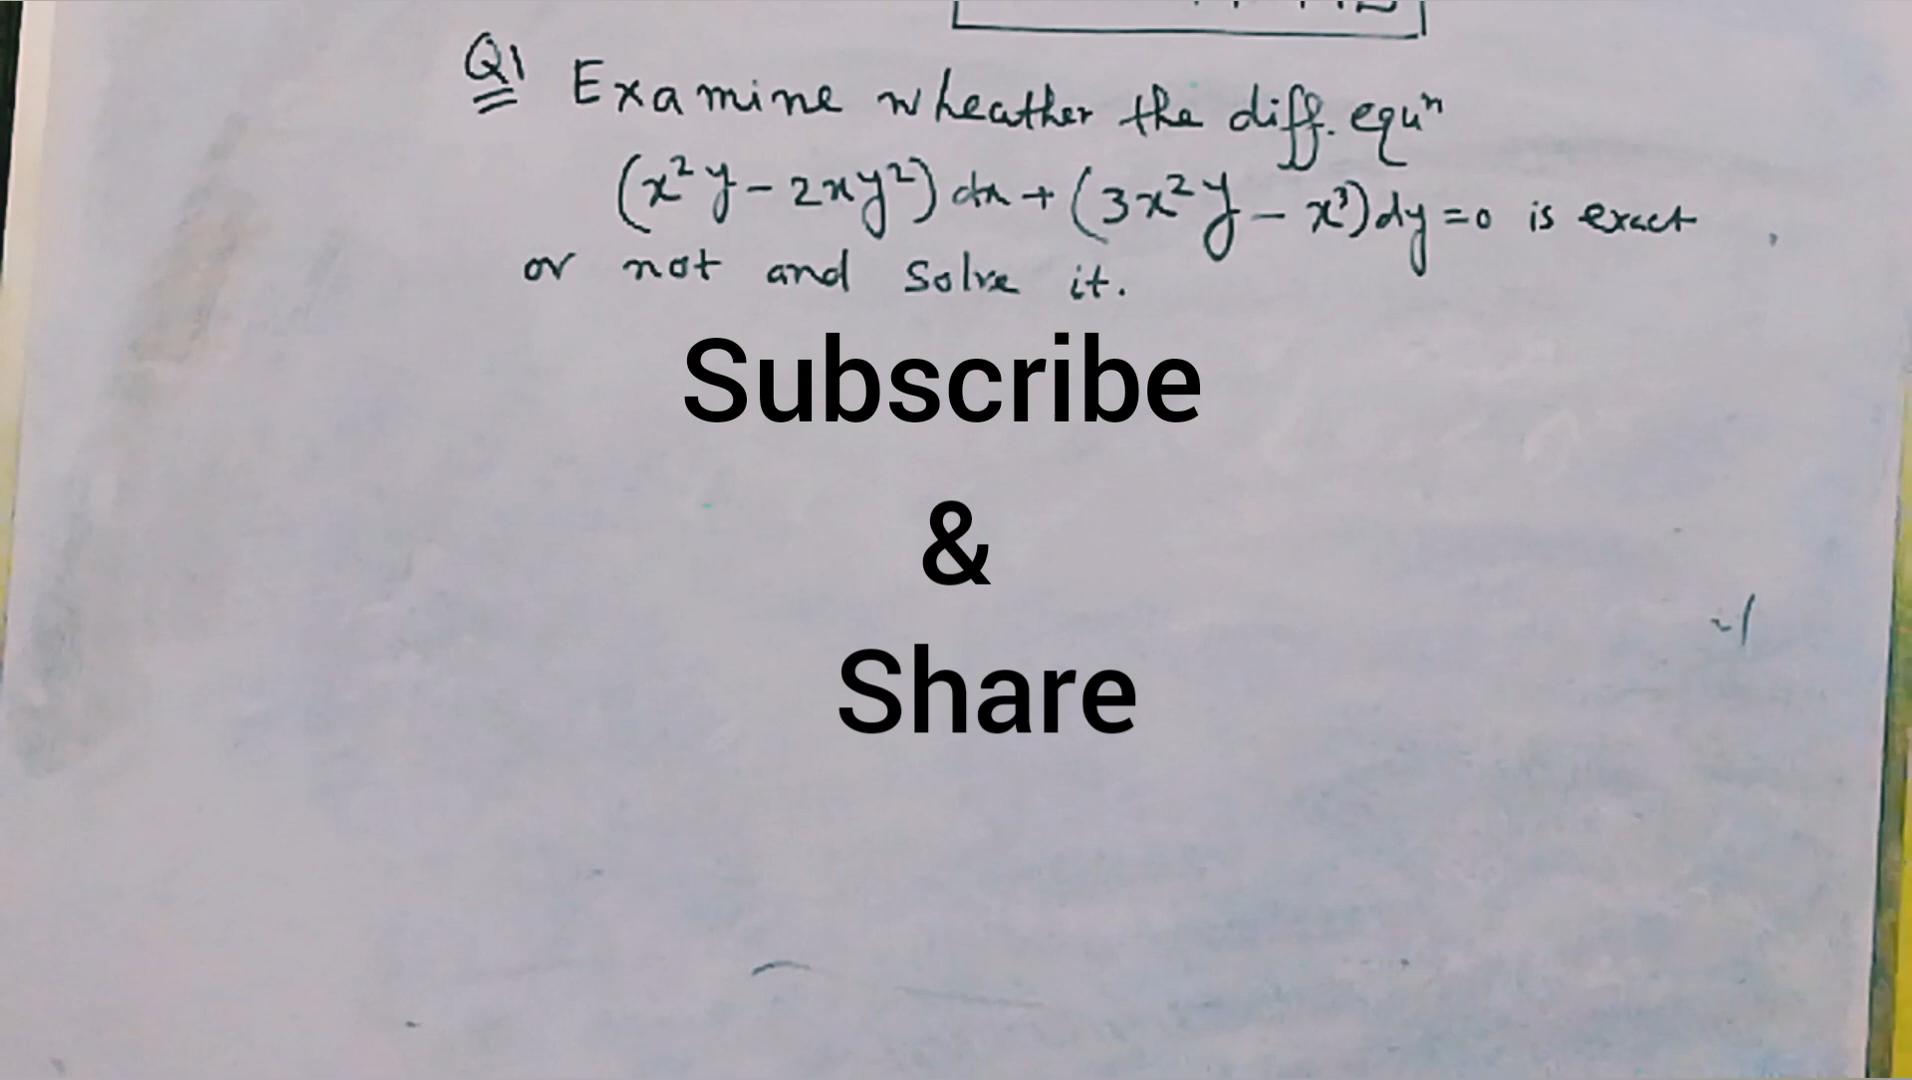 Q1 Examine wheather the diff. equⁿ
(x²y - 2xy²) dx + (3x²y - x³)dy = 0 is exact
or not and solve it.
Subscribe
&
Share